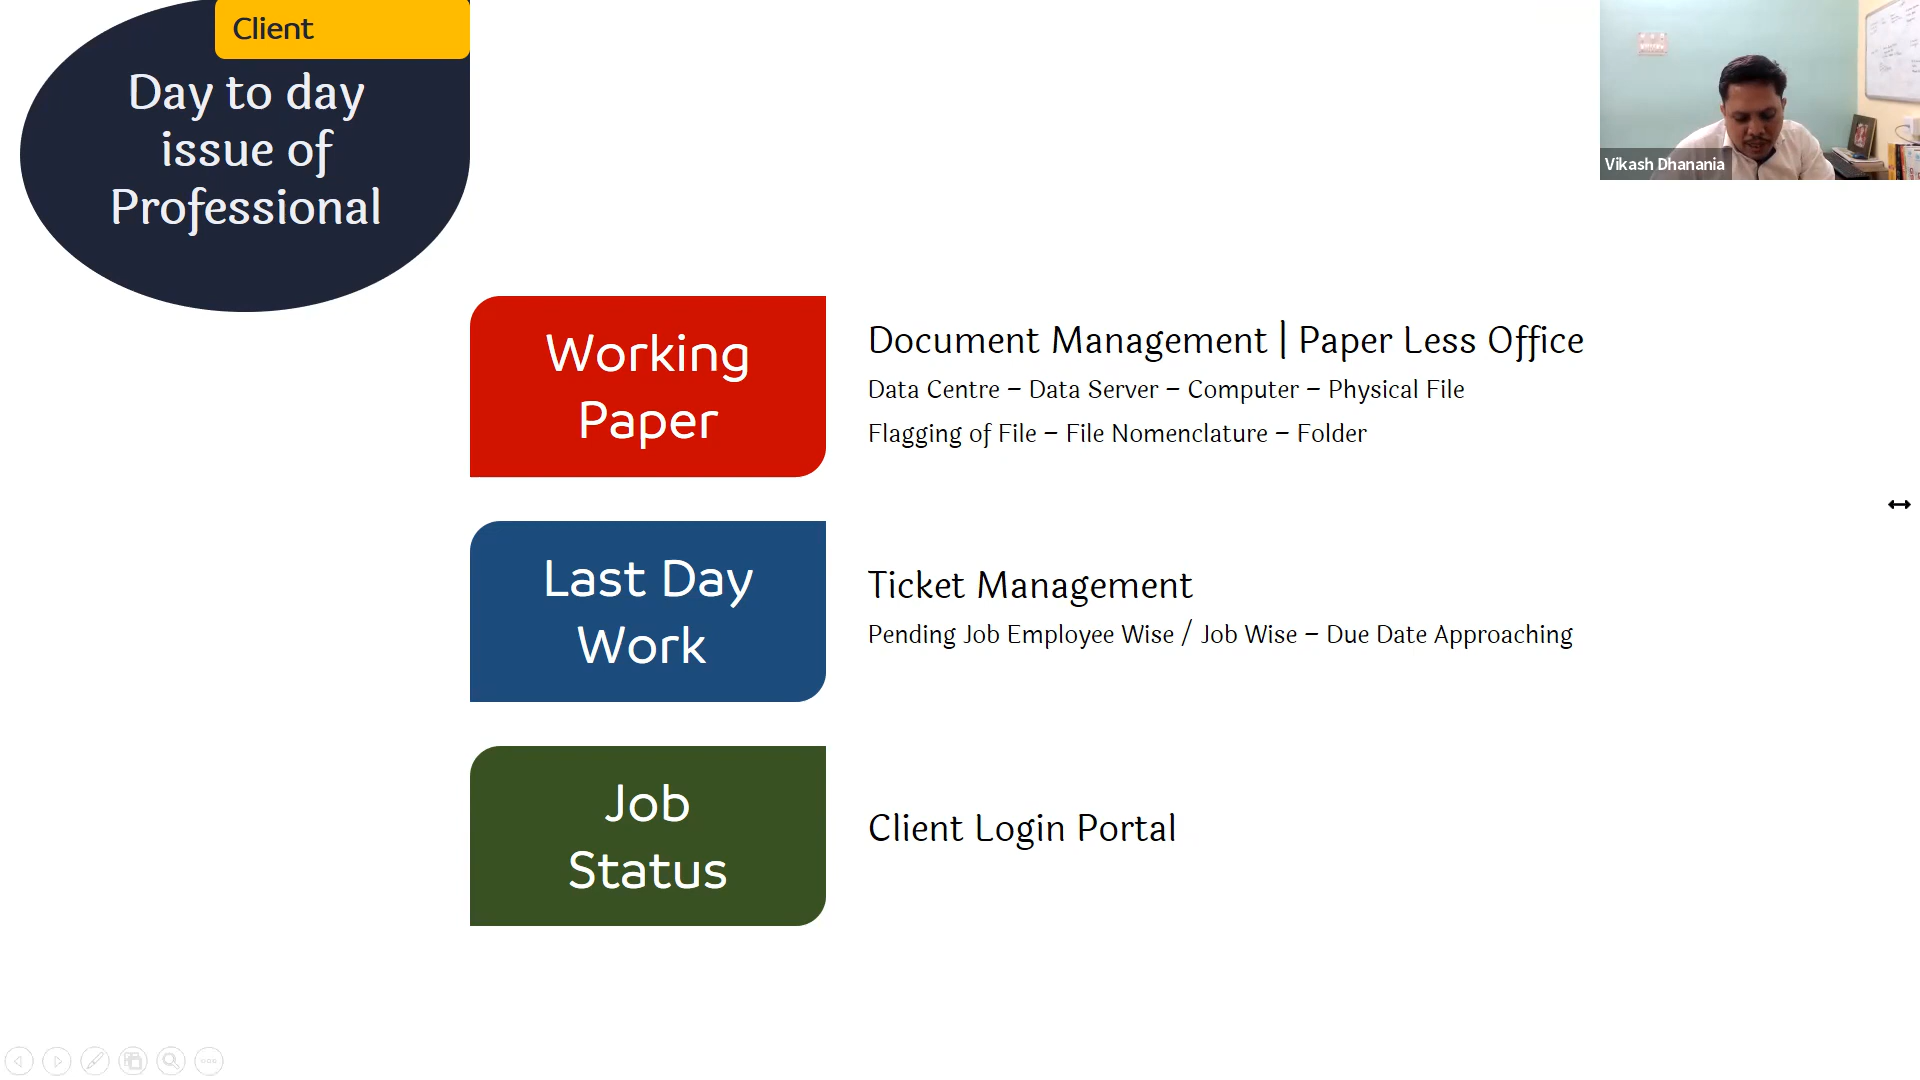 Client
Day to day
issue of
Professional
Vikash Dhanania
Working
Paper
Document Management | Paper Less Office
Data Centre – Data Server – Computer – Physical File
Flagging of File – File Nomenclature – Folder
Last Day
Work
Ticket Management
Pending Job Employee Wise / Job Wise – Due Date Approaching
Job
Status
Client Login Portal